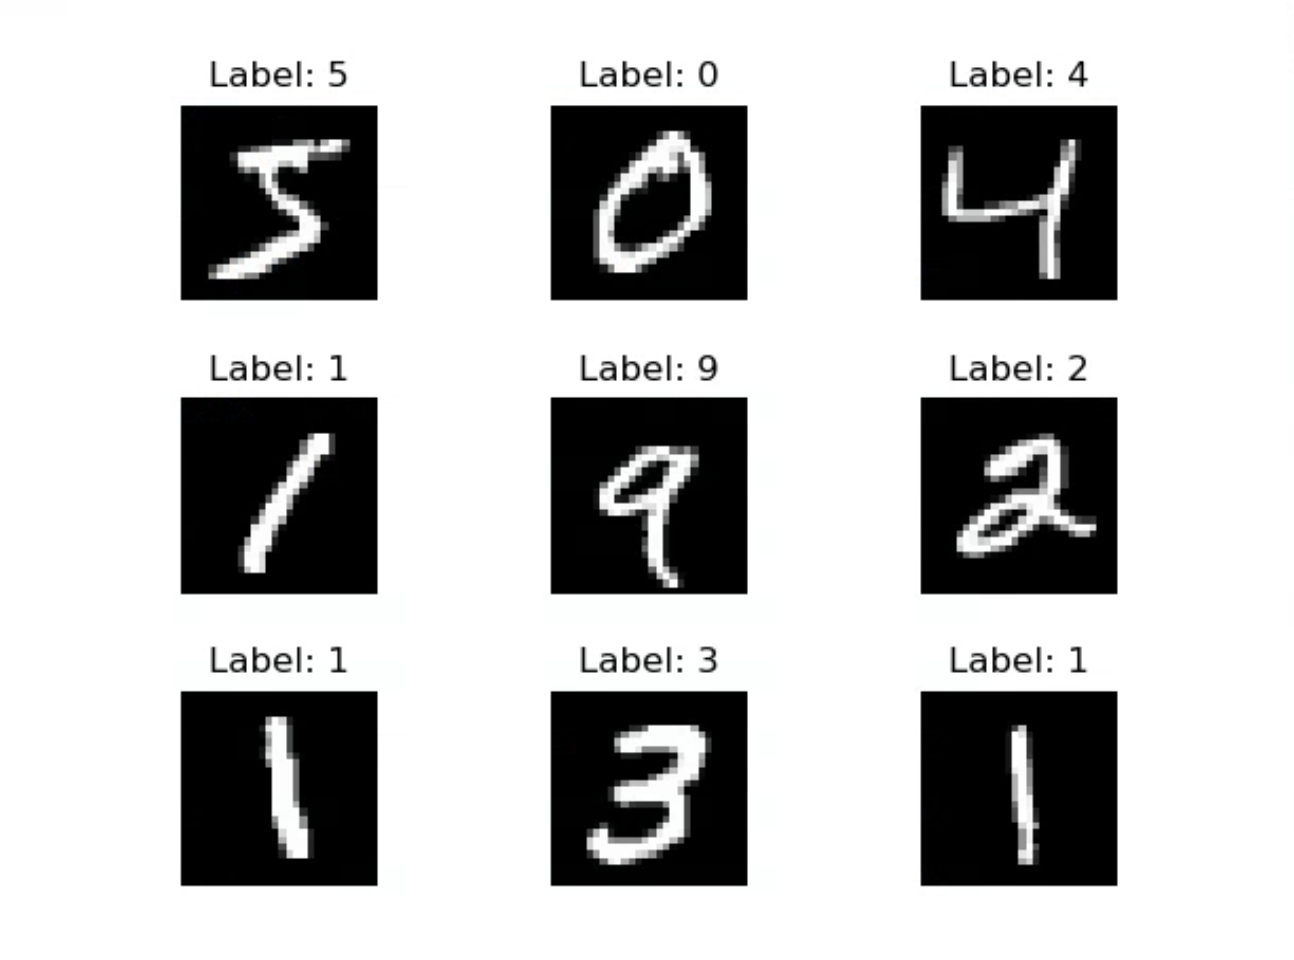 Label: 5 Label: 0 Label: 4
5 0 4
Label: 1 Label: 9 Label: 2
1 9 2
Label: 1 Label: 3 Label: 1
1 3 1